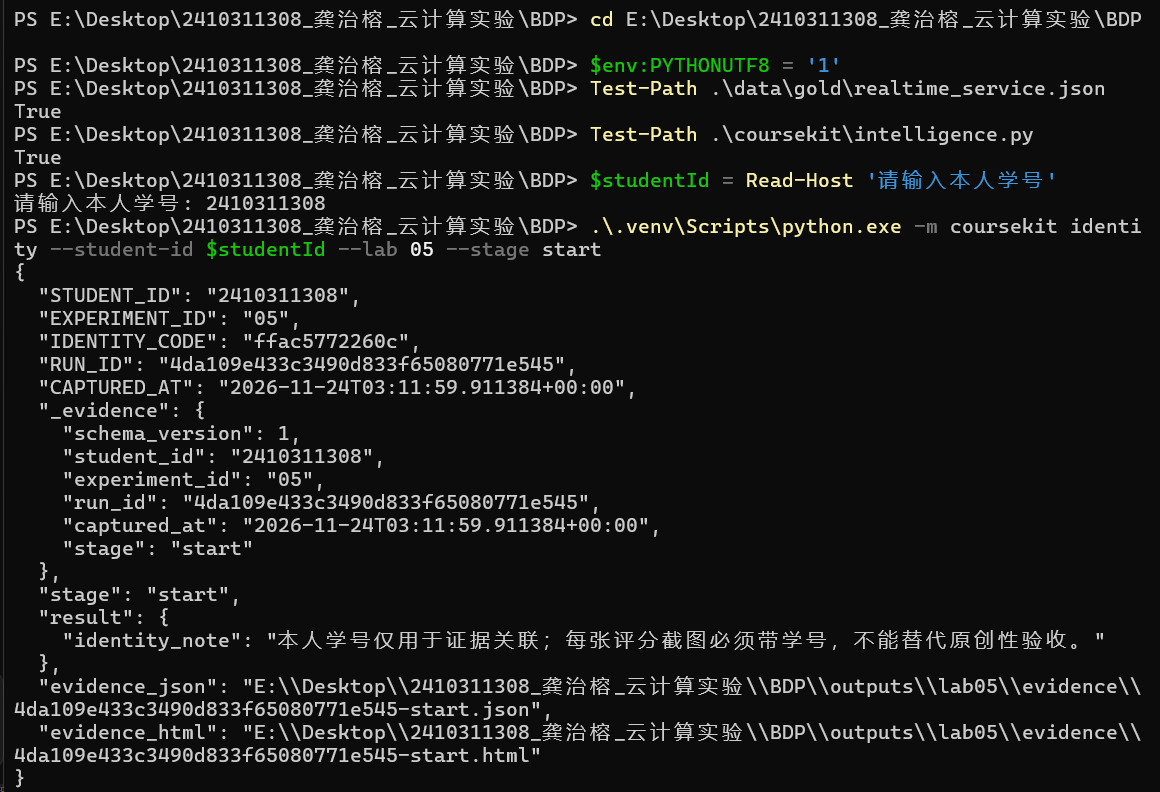 PS E:\Desktop\2410311308_龚治榕_云计算实验\BDP> cd E:\Desktop\2410311308_龚治榕_云计算实验\BDP
PS E:\Desktop\2410311308_龚治榕_云计算实验\BDP> $env:PYTHONUTF8 = '1'
PS E:\Desktop\2410311308_龚治榕_云计算实验\BDP> Test-Path .\data\gold\realtime_service.json
True
PS E:\Desktop\2410311308_龚治榕_云计算实验\BDP> Test-Path .\coursekit\intelligence.py
True
PS E:\Desktop\2410311308_龚治榕_云计算实验\BDP> $studentId = Read-Host '请输入本人学号'
请输入本人学号: 2410311308
PS E:\Desktop\2410311308_龚治榕_云计算实验\BDP> .\.venv\Scripts\python.exe -m coursekit identi
ty --student-id $studentId --lab 05 --stage start
{
  "STUDENT_ID": "2410311308",
  "EXPERIMENT_ID": "05",
  "IDENTITY_CODE": "ffac5772260c",
  "RUN_ID": "4da109e433c3490d833f65080771e545",
  "CAPTURED_AT": "2026-11-24T03:11:59.911384+00:00",
  "_evidence": {
    "schema_version": 1,
    "student_id": "2410311308",
    "experiment_id": "05",
    "run_id": "4da109e433c3490d833f65080771e545",
    "captured_at": "2026-11-24T03:11:59.911384+00:00",
    "stage": "start"
  },
  "stage": "start",
  "result": {
    "identity_note": "本人学号仅用于证据关联；每张评分截图必须带学号，不能替代原创性验收。"
  },
  "evidence_json": "E:\\Desktop\\2410311308_龚治榕_云计算实验\\BDP\\outputs\\lab05\\evidence\\
4da109e433c3490d833f65080771e545-start.json",
  "evidence_html": "E:\\Desktop\\2410311308_龚治榕_云计算实验\\BDP\\outputs\\lab05\\evidence\\
4da109e433c3490d833f65080771e545-start.html"
}